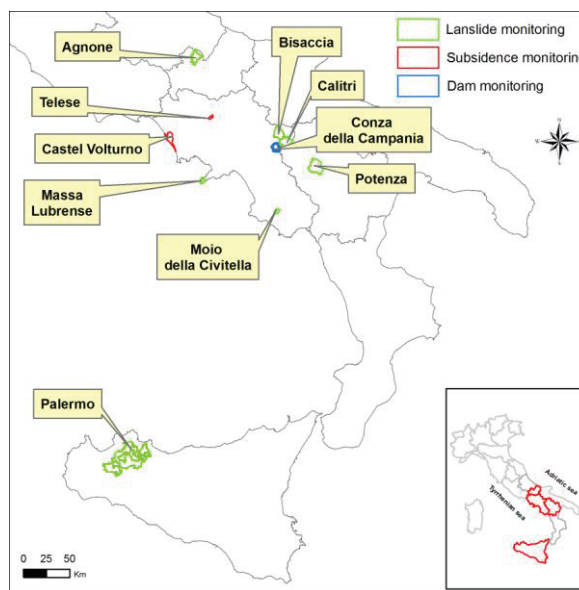 Agnone
Bisaccia
Lanslide monitoring
Subsidence monitoring
Dam monitoring
Telese
Calitri
Castel Volturno
Conza
della Campania
Massa
Lubrense
Potenza
Moio
della Civitella
Palermo
Adriatic sea
Tyrrhenian sea
0 25 50
Km
N
W E
S